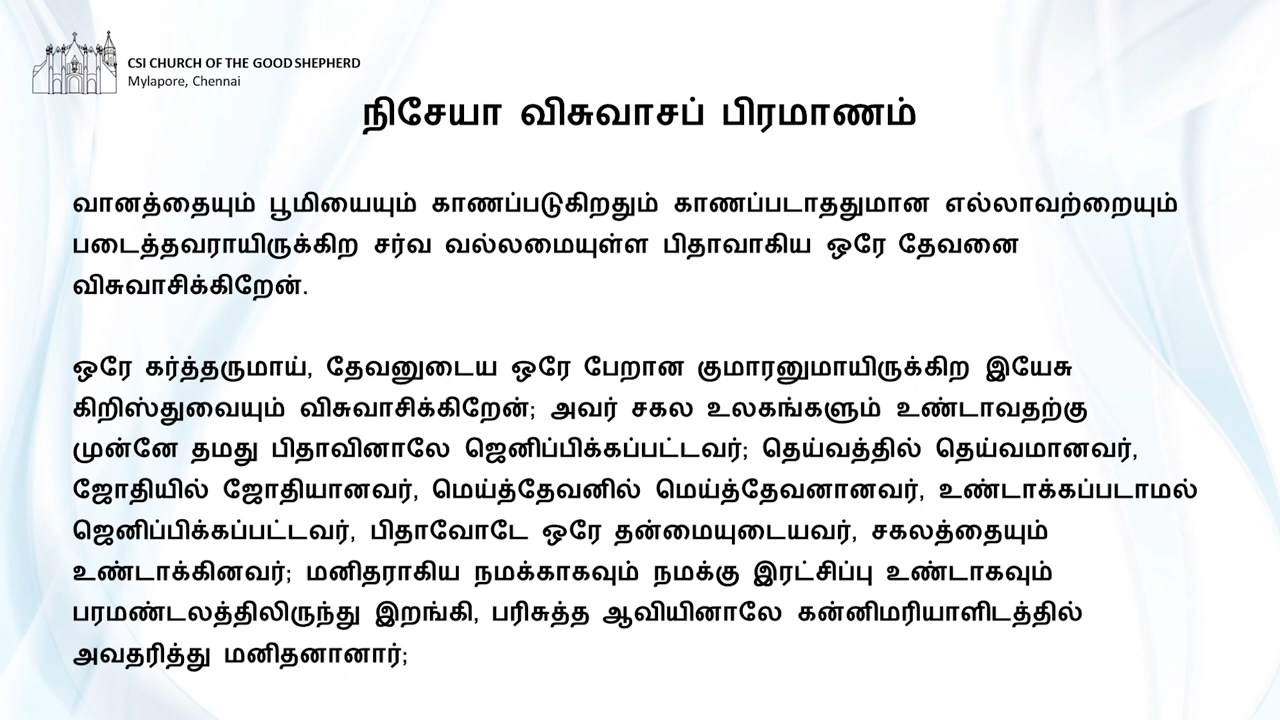 CSI CHURCH OF THE GOOD SHEPHERD
Mylapore, Chennai
நிசேயா விசுவாசப் பிரமாணம்
வானத்தையும் பூமியையும் காணப்படுகிறதும் காணப்படாததுமான எல்லாவற்றையும்
படைத்தவராயிருக்கிற சர்வ வல்லமையுள்ள பிதாவாகிய ஒரே தேவனை
விசுவாசிக்கிறேன்.
ஒரே கர்த்தருமாய், தேவனுடைய ஒரே பேறான குமாரனுமாயிருக்கிற இயேசு
கிறிஸ்துவையும் விசுவாசிக்கிறேன்; அவர் சகல உலகங்களும் உண்டாவதற்கு
முன்னே தமது பிதாவினாலே ஜெனிப்பிக்கப்பட்டவர்; தெய்வத்தில் தெய்வமானவர்,
ஜோதியில் ஜோதியானவர், மெய்த்தேவனில் மெய்த்தேவனானவர், உண்டாக்கப்படாமல்
ஜெனிப்பிக்கப்பட்டவர், பிதாவோடே ஒரே தன்மையுடையவர், சகலத்தையும்
உண்டாக்கினவர்; மனிதராகிய நமக்காகவும் நமக்கு இரட்சிப்பு உண்டாகவும்
பரமண்டலத்திலிருந்து இறங்கி, பரிசுத்த ஆவியினாலே கன்னிமரியாளிடத்தில்
அவதரித்து மனிதனானார்;